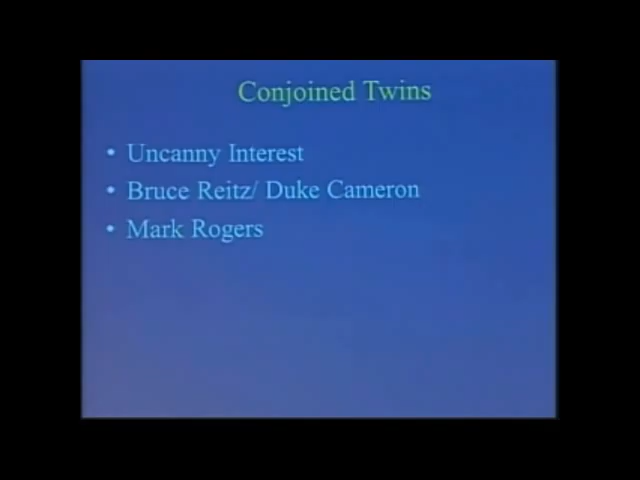 Conjoined Twins
• Uncanny Interest
• Bruce Reitz/ Duke Cameron
• Mark Rogers